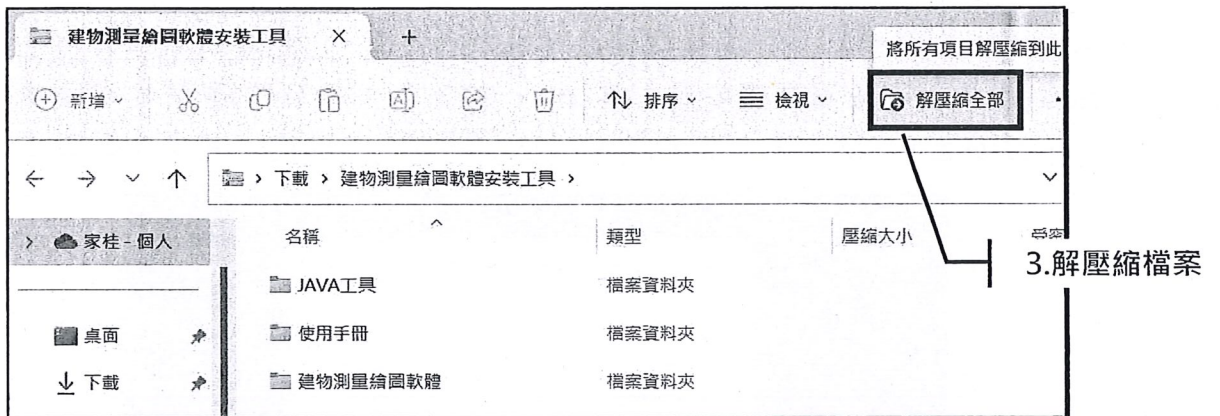 建物測量繪圖軟體安裝工具 × +
將所有項目解壓縮到此
新增 排序 檢視 解壓縮全部
下載 › 建物測量繪圖軟體安裝工具 ›
家桂 - 個人 名稱 類型 壓縮大小
3.解壓縮檔案
JAVA工具 檔案資料夾
桌面 使用手冊 檔案資料夾
下載 建物測量繪圖軟體 檔案資料夾